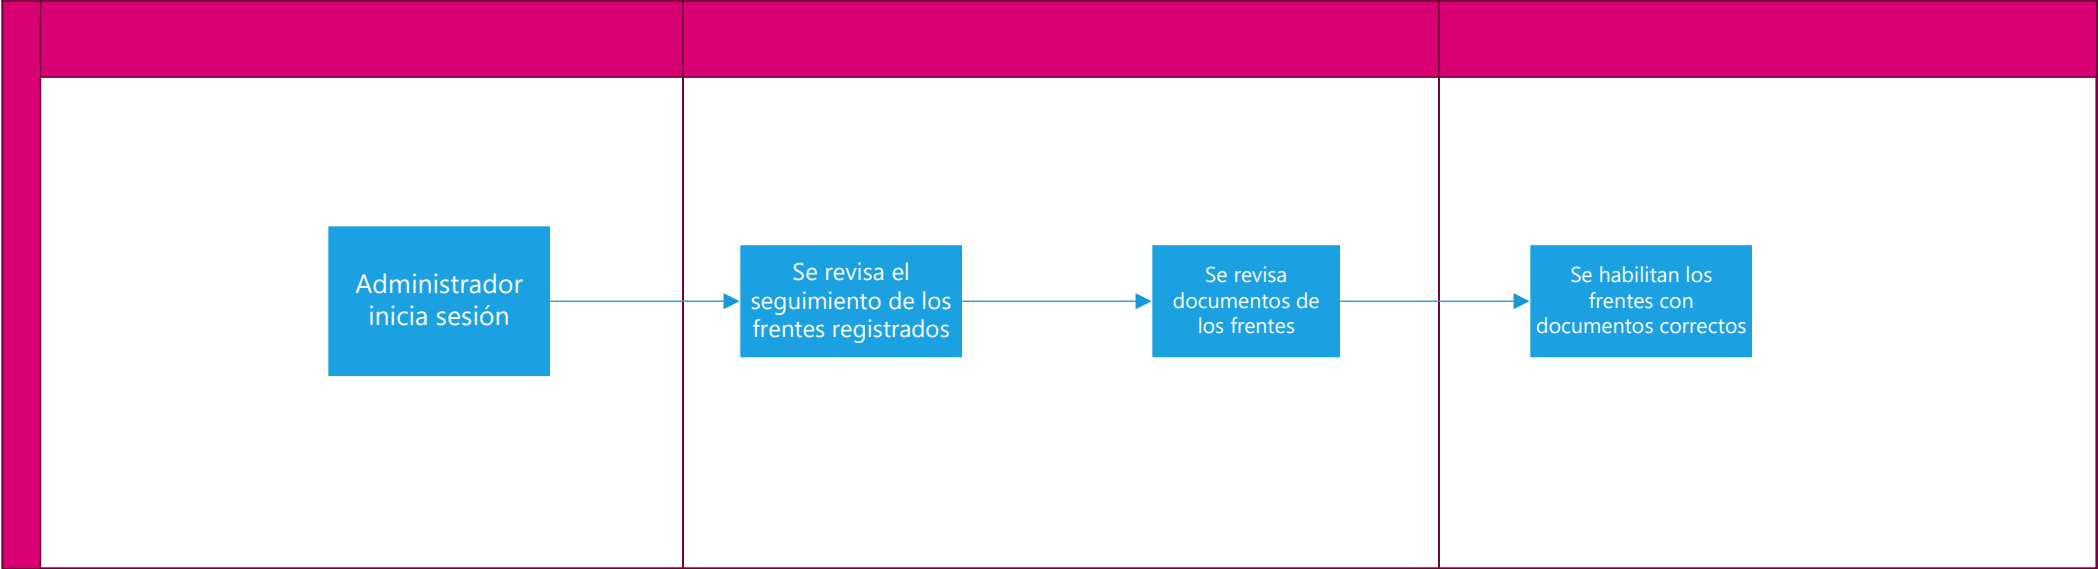 Administrador
inicia sesión
Se revisa el
seguimiento de los
frentes registrados
Se revisa
documentos de
los frentes
Se habilitan los
frentes con
documentos correctos